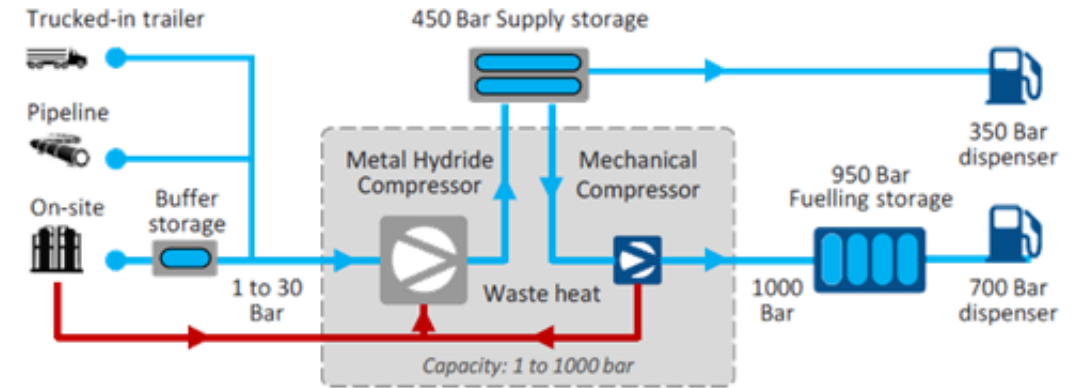 Trucked-in trailer
450 Bar Supply storage
Pipeline
350 Bar
dispenser
Metal Hydride
Compressor
Mechanical
Compressor
950 Bar
Fuelling storage
On-site
Buffer
storage
1 to 30
Bar
Waste heat
1000
Bar
700 Bar
dispenser
Capacity: 1 to 1000 bar